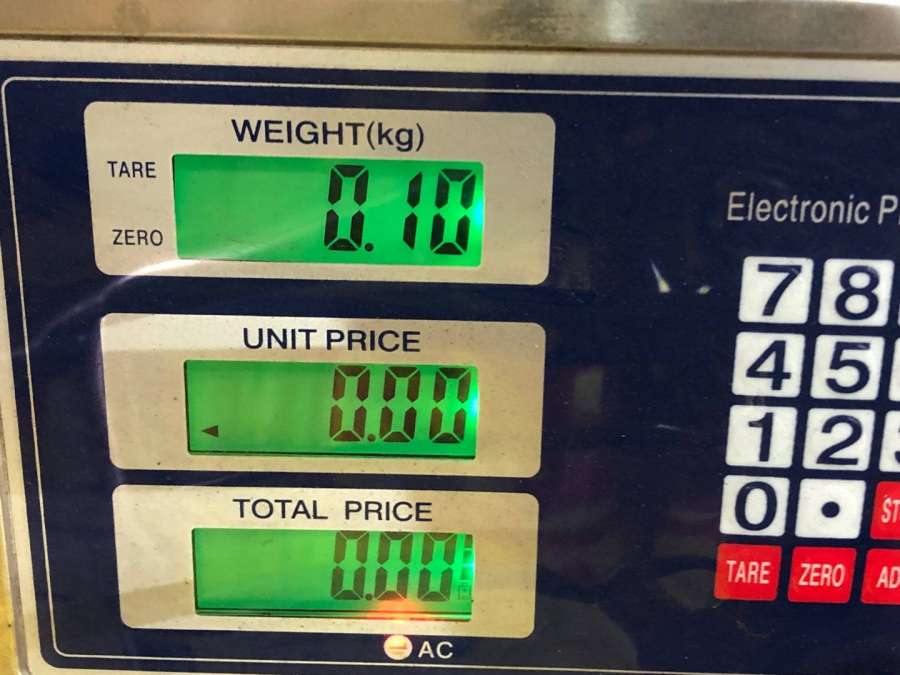 WEIGHT(kg)
TARE
0.10
ZERO
Electronic
7 8
UNIT PRICE
0.00
4 5
1 2
TOTAL PRICE
0.00
0 .
TARE ZERO
AC